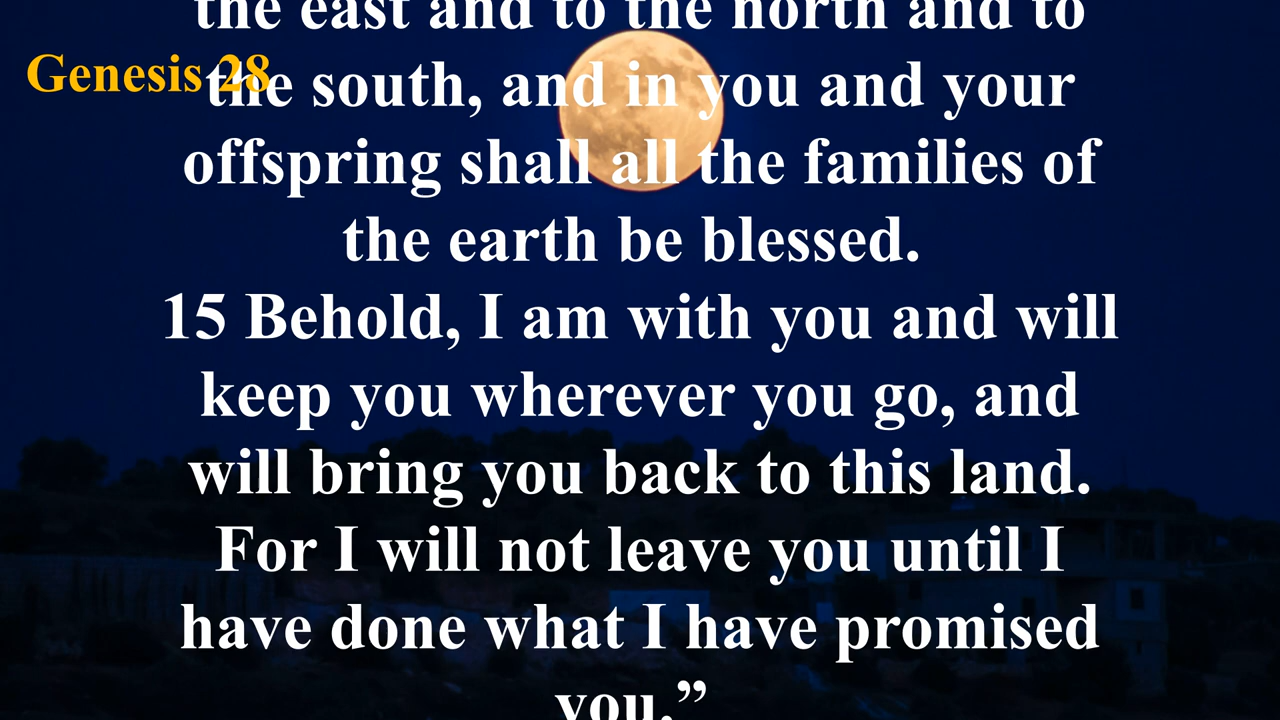 the east and to the north and to
Genesis 28
the south, and in you and your
offspring shall all the families of
the earth be blessed.
15 Behold, I am with you and will
keep you wherever you go, and
will bring you back to this land.
For I will not leave you until I
have done what I have promised
you.”